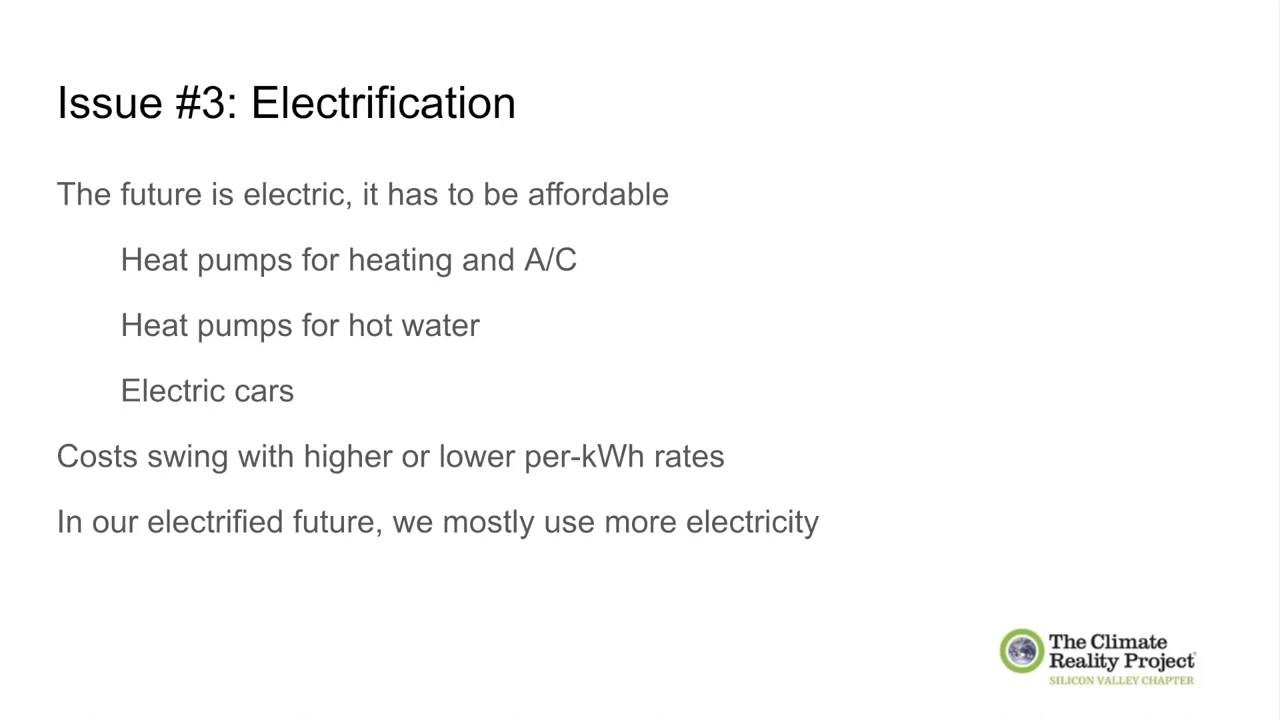 Issue #3: Electrification
The future is electric, it has to be affordable
Heat pumps for heating and A/C
Heat pumps for hot water
Electric cars
Costs swing with higher or lower per-kWh rates
In our electrified future, we mostly use more electricity
The Climate
Reality Project
SILICON VALLEY CHAPTER